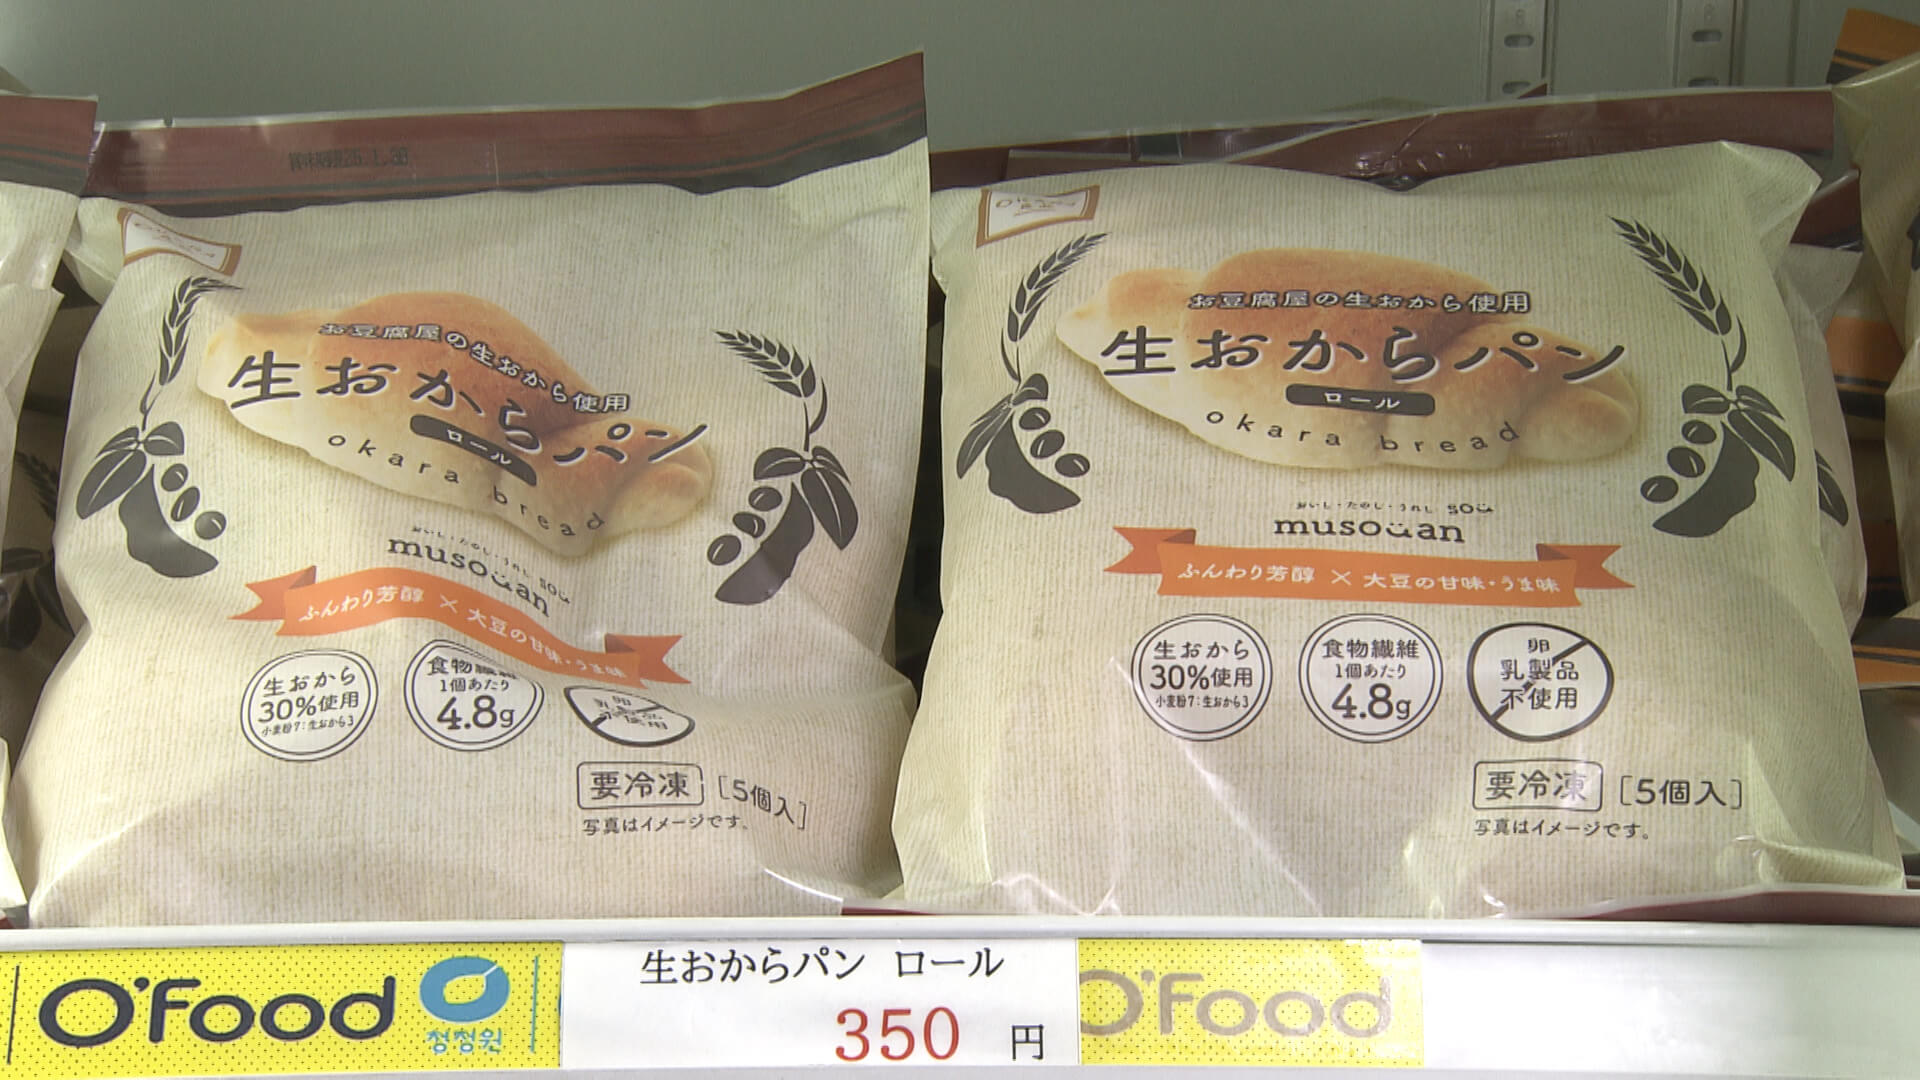 お豆腐屋の生おから使用
生おからパン
ロール
okara bread
おいし・たのし・うれし sou
musouan
ふんわり芳醇 × 大豆の甘味・うま味
生おから
30%使用
小麦粉7:生おから3
食物繊維
1個あたり
4.8g
卵
乳製品
不使用
要冷凍 [5個入]
写真はイメージです。
お豆腐屋の生おから使用
生おからパン
ロール
okara bread
おいし・たのし・うれし sou
musouan
ふんわり芳醇 × 大豆の甘味・うま味
生おから
30%使用
小麦粉7:生おから3
食物繊維
1個あたり
4.8g
卵
乳製品
不使用
要冷凍 [5個入]
写真はイメージです。
O'Food
청정원
生おからパン ロール
350 円
O'Food